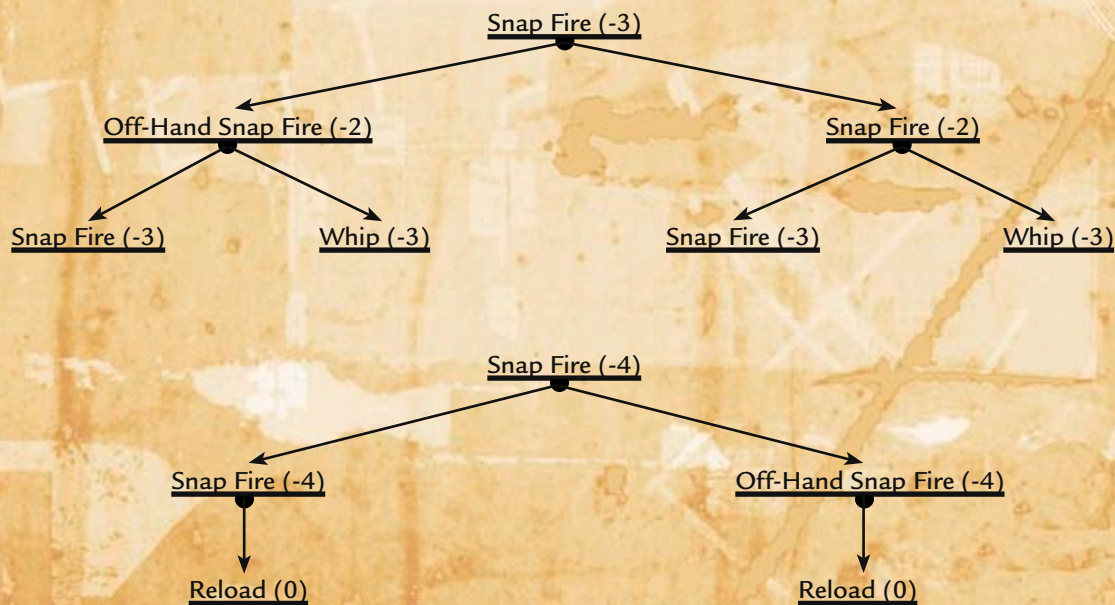 Snap Fire (-3)
Off-Hand Snap Fire (-2)
Snap Fire (-2)
Snap Fire (-3)
Whip (-3)
Snap Fire (-3)
Whip (-3)
Snap Fire (-4)
Snap Fire (-4)
Off-Hand Snap Fire (-4)
Reload (0)
Reload (0)